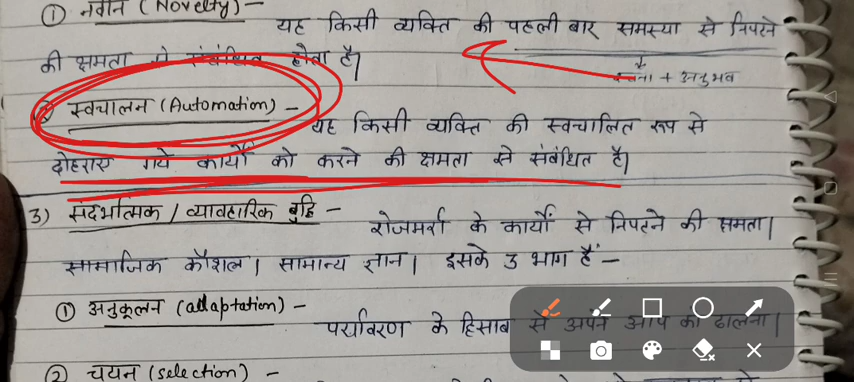 ① नवीन (Novelty) –
यह किसी व्यक्ति की पहली बार समस्या से निपटने
की क्षमता से संबंधित होता है|
+ अनुभव
② स्वचालन (Automation) –
यह किसी व्यक्ति की स्वचालित रूप से
दोहराए गये कार्यों को करने की क्षमता से संबंधित है|
3) संदर्भात्मक / व्यावहारिक बुद्धि –
रोजमर्रा के कार्यों से निपटने की क्षमता|
सामाजिक कौशल| सामान्य ज्ञान| इसके 3 भाग हैं –
① अनुकूलन (adaptation) –
पर्यावरण के हिसाब से अपने आप को ढालना|
② चयन (selection) –